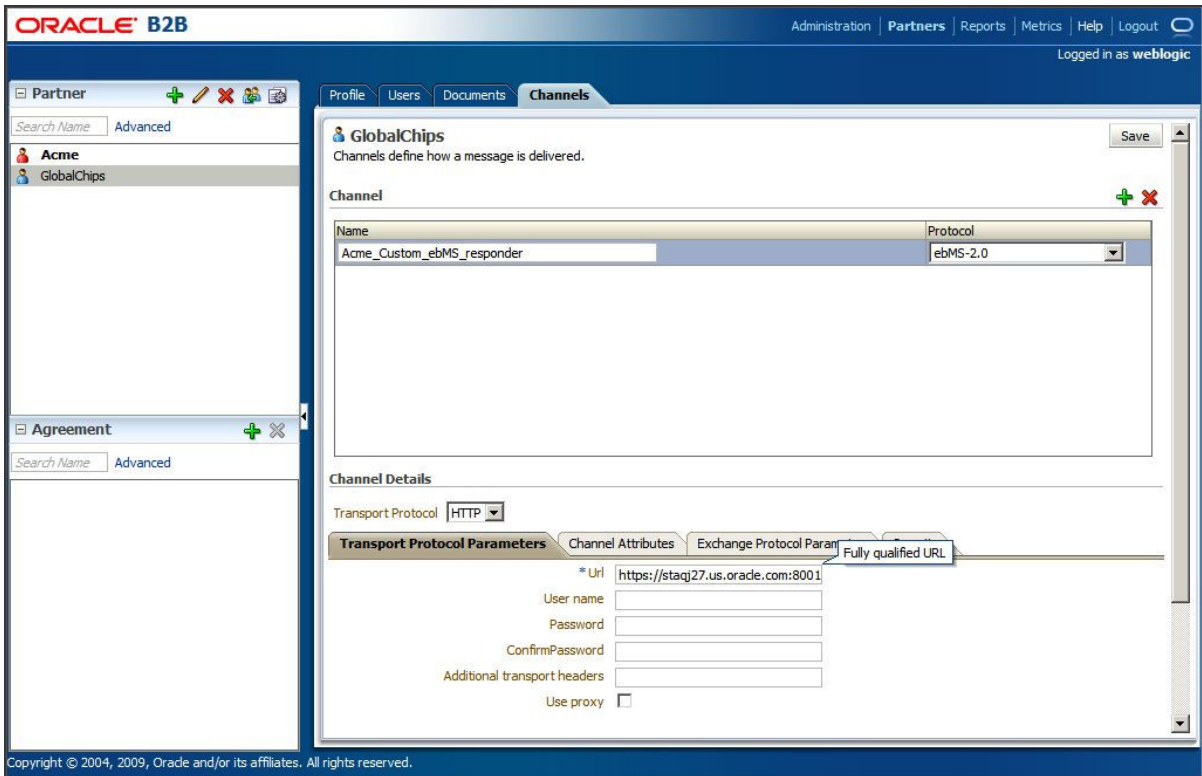 ORACLE B2B
Administration | Partners | Reports | Metrics | Help | Logout
Logged in as weblogic
Partner
Search Name Advanced
Acme
GlobalChips
Agreement
Search Name Advanced
Profile Users Documents Channels
GlobalChips
Save
Channels define how a message is delivered.
Channel
Name Protocol
Acme_Custom_ebMS_responder ebMS-2.0
Channel Details
Transport Protocol HTTP
Transport Protocol Parameters Channel Attributes Exchange Protocol
Fully qualified URL
* Url https://staqj27.us.oracle.com:8001
User name
Password
ConfirmPassword
Additional transport headers
Use proxy
Copyright © 2004, 2009, Oracle and/or its affiliates. All rights reserved.